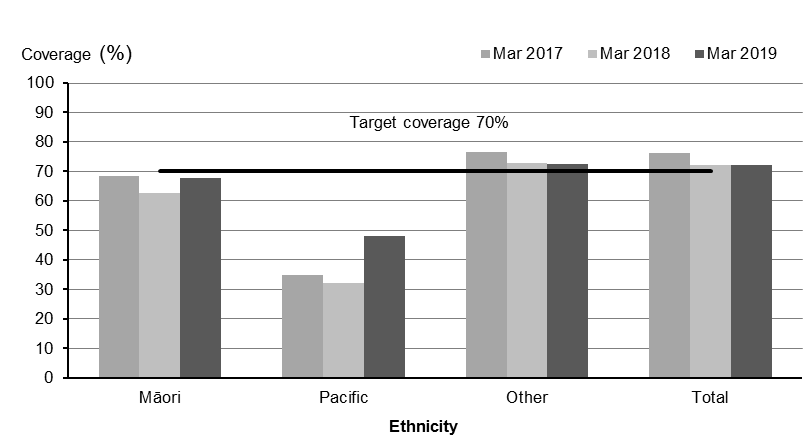 Coverage (%)
Mar 2017 Mar 2018 Mar 2019
100
90
Target coverage 70%
80
70
60
50
40
30
20
10
0
Māori Pacific Other Total
Ethnicity